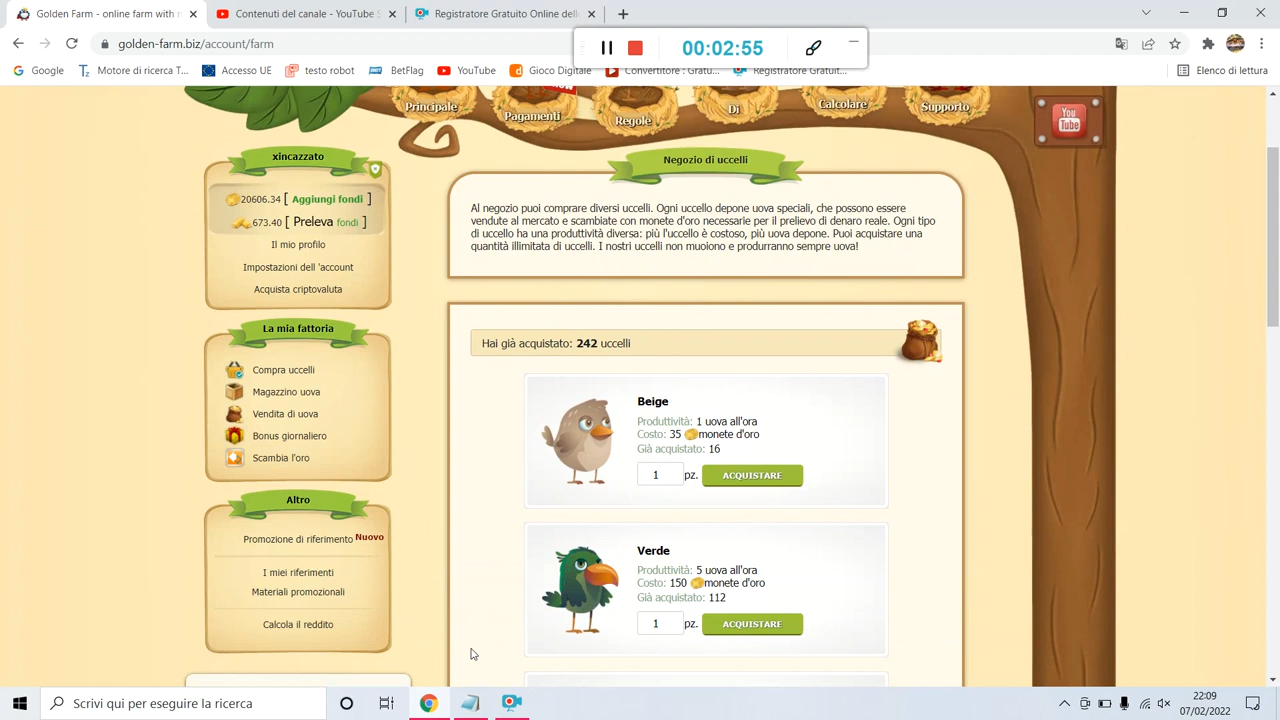 Golden Farm - online farm with r
Contenuti del canale - YouTube S
Registratore Gratuito Online dell
golden-farm.biz/account/farm
00:02:55
Google
Motore di ricerca T...
Accesso UE
testo robot
BetFlag
YouTube
Gioco Digitale
Convertitore : Gratu...
Registratore Gratuit...
Elenco di lettura
Principale
Pagamenti
Regole
Di
Calcolare
Supporto
You
Tube
xincazzato
20606.34 [ Aggiungi fondi ]
673.40 [ Preleva fondi ]
Il mio profilo
Impostazioni dell 'account
Acquista criptovaluta
La mia fattoria
Compra uccelli
Magazzino uova
Vendita di uova
Bonus giornaliero
Scambia l'oro
Altro
Promozione di riferimento Nuovo
I miei riferimenti
Materiali promozionali
Calcola il reddito
Negozio di uccelli
Al negozio puoi comprare diversi uccelli. Ogni uccello depone uova speciali, che possono essere
vendute al mercato e scambiate con monete d'oro necessarie per il prelievo di denaro reale. Ogni tipo
di uccello ha una produttività diversa: più l'uccello è costoso, più uova depone. Puoi acquistare una
quantità illimitata di uccelli. I nostri uccelli non muoiono e produrranno sempre uova!
Hai già acquistato: 242 uccelli
Beige
Produttività: 1 uova all'ora
Costo: 35 monete d'oro
Già acquistato: 16
1 pz. ACQUISTARE
Verde
Produttività: 5 uova all'ora
Costo: 150 monete d'oro
Già acquistato: 112
1 pz. ACQUISTARE
Scrivi qui per eseguire la ricerca
22:09
07/02/2022